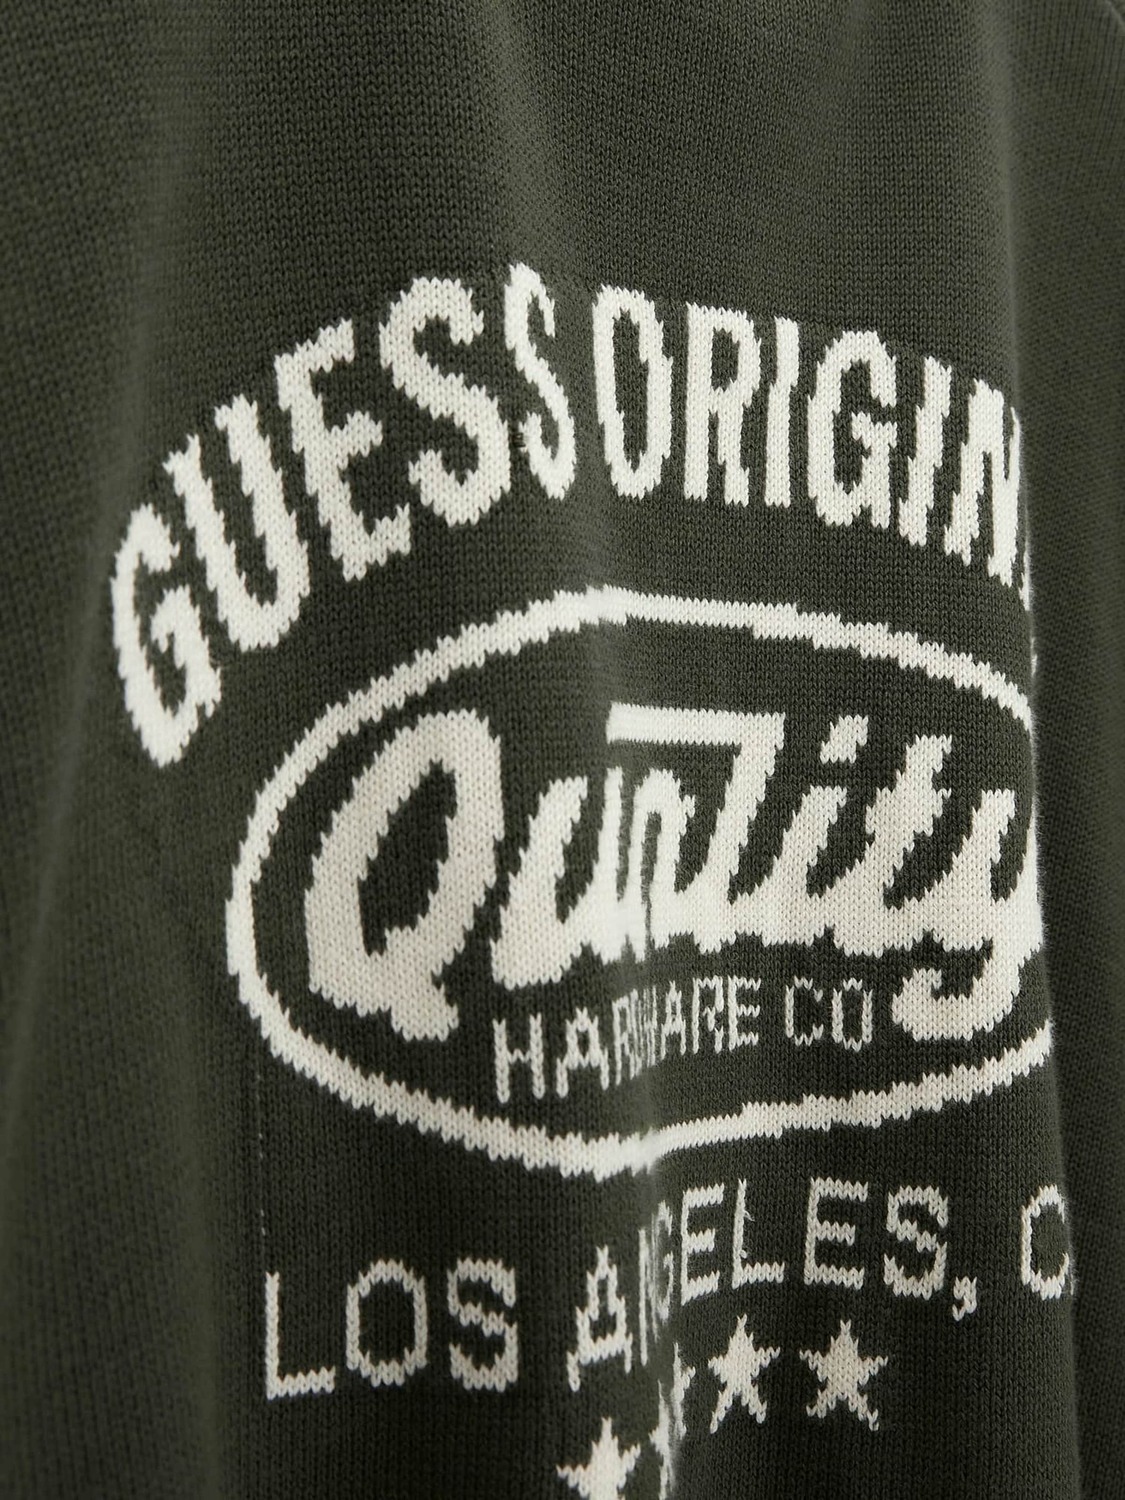 GUESS ORIGIN
Quality
HARDWARE CO
LOS ANGELES, C